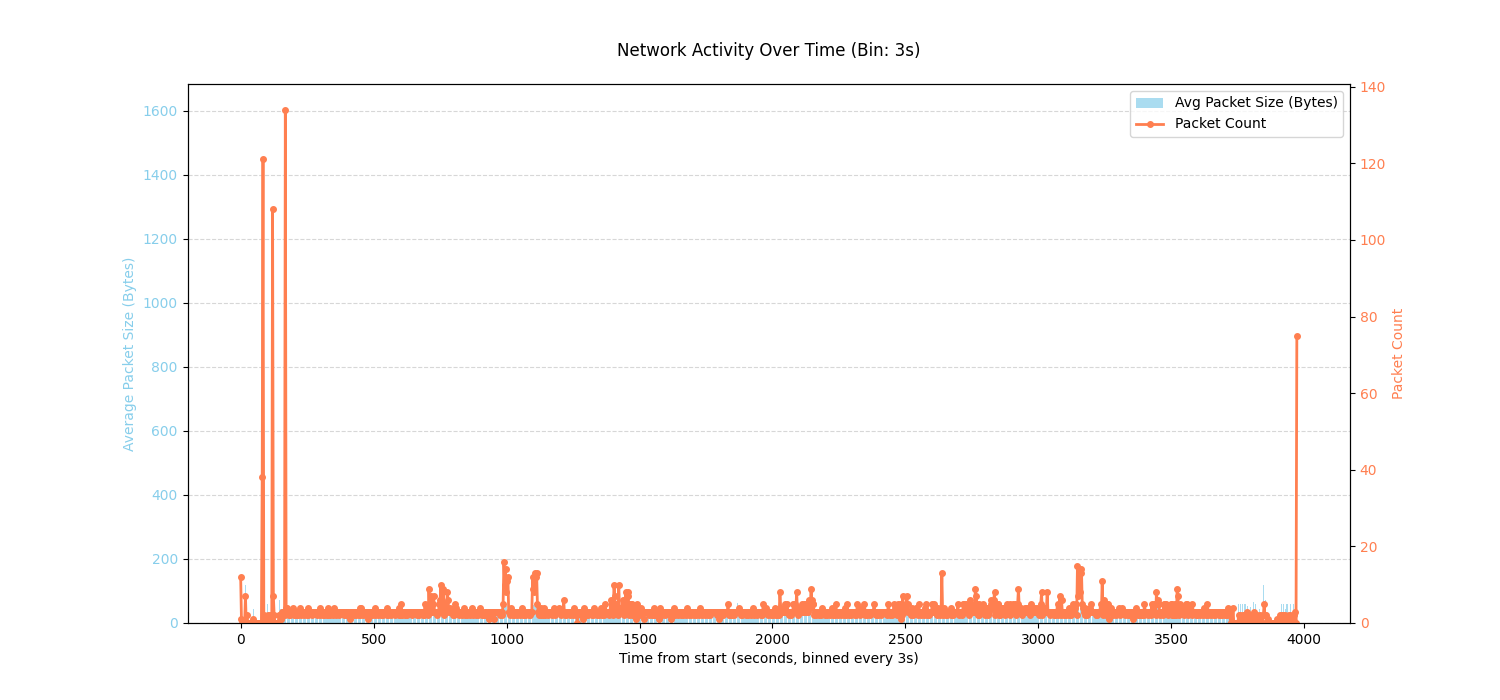 Network Activity Over Time (Bin: 3s)
Avg Packet Size (Bytes)
Packet Count
Average Packet Size (Bytes)
1600
1400
1200
1000
800
600
400
200
0
140
120
100
80
60
40
20
0
Packet Count
0 500 1000 1500 2000 2500 3000 3500 4000
Time from start (seconds, binned every 3s)